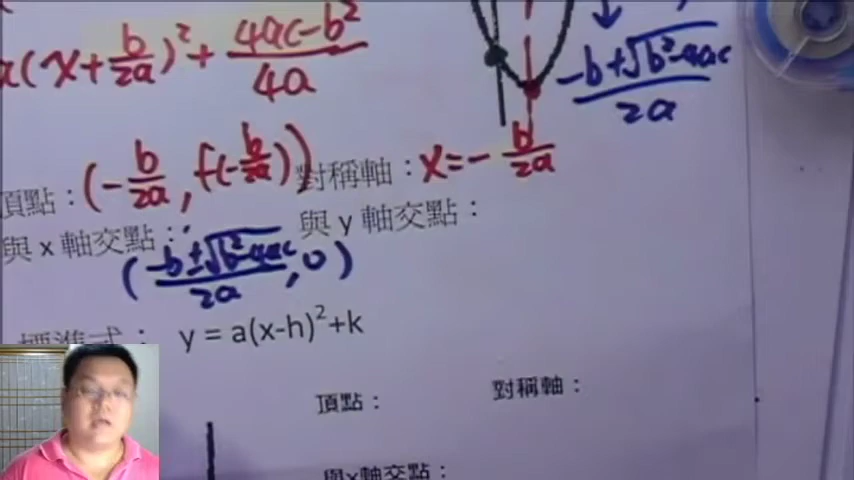 a(x+b/2a)²+ 4ac-b²/4a
-b+√b²-4ac/2a
頂點：(-b/2a, f(-b/2a)) 對稱軸：x=-b/2a
與 x 軸交點： 與 y 軸交點：
(-b±√b²-4ac/2a, 0)
標準式： y = a(x-h)²+k
頂點： 對稱軸：
與x軸交點：